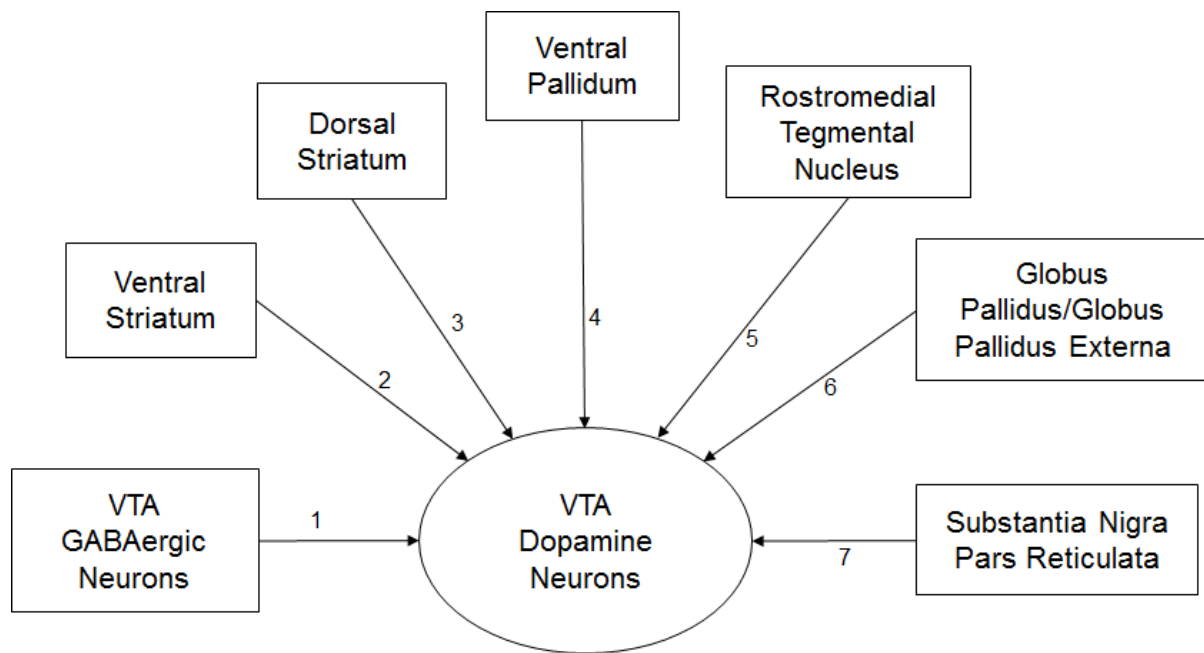 Ventral
Pallidum
Dorsal
Striatum
Rostromedial
Tegmental
Nucleus
Ventral
Striatum
Globus
Pallidus/Globus
Pallidus Externa
3
4
5
2
6
VTA
GABAergic
Neurons
1
VTA
Dopamine
Neurons
7
Substantia Nigra
Pars Reticulata